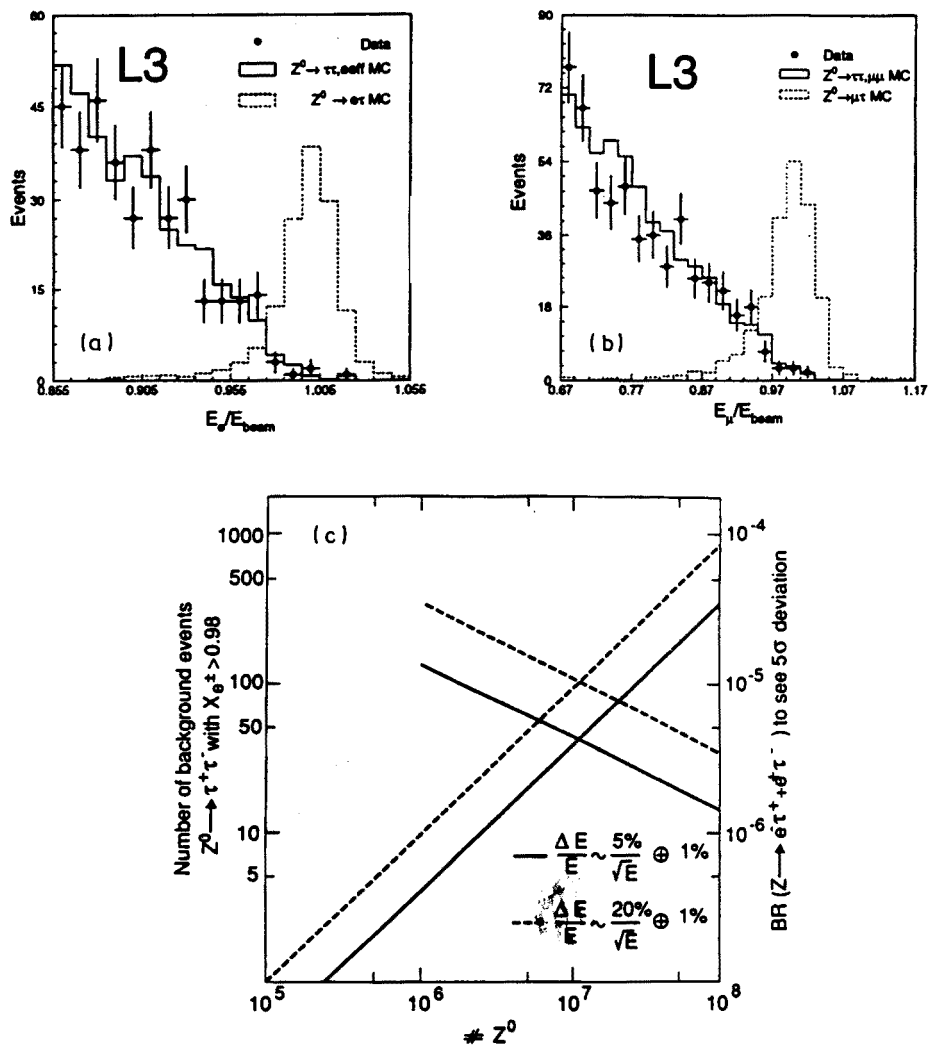 60
45
30
15
0
Events
L3
Data
Z⁰→ ττ,eeff MC
Z⁰→ eτ MC
(a)
0.855 0.905 0.955 1.005 1.055
Eₑ/E_beam
90
72
54
36
18
0
Events
L3
Data
Z⁰→ττ,μμ MC
Z⁰→μτ MC
(b)
0.67 0.77 0.87 0.97 1.07 1.17
E_μ/E_beam
(c)
1000
500
100
50
10
5
Number of background events
Z⁰→τ⁺τ⁻ with X_e± >0.98
10⁻⁴
10⁻⁵
10⁻⁶
BR (Z→ e⁻τ⁺+e⁺τ⁻) to see 5σ deviation
ΔE/E ~ 5%/√E ⊕ 1%
ΔE/E ~ 20%/√E ⊕ 1%
10⁵ 10⁶ 10⁷ 10⁸
# Z⁰